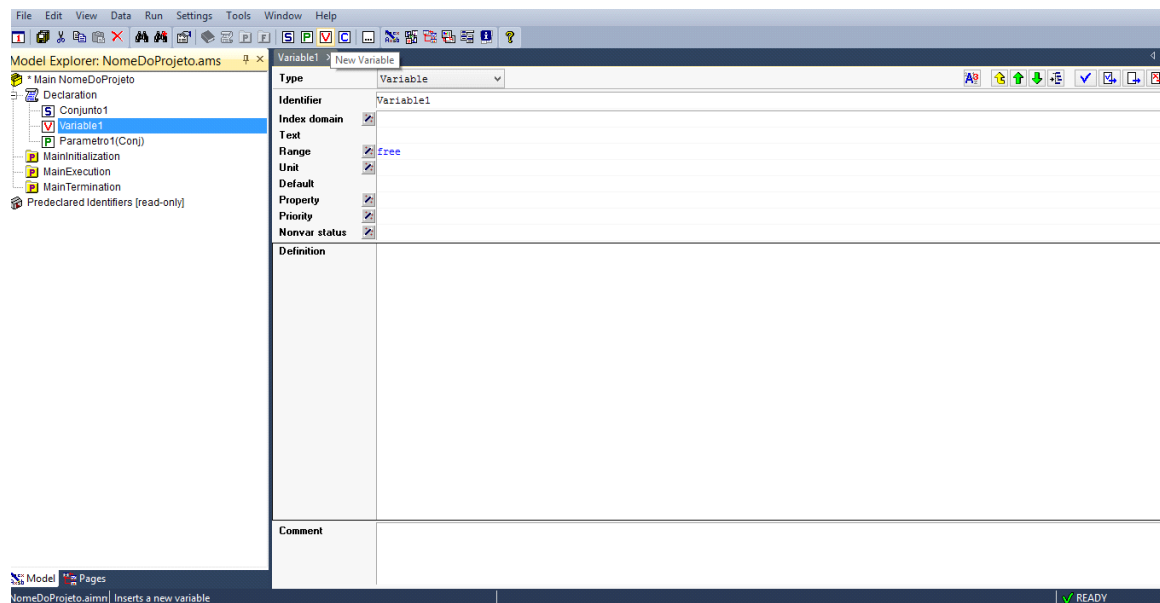 File Edit View Data Run Settings Tools Window Help
S P V C ... ?
Model Explorer: NomeDoProjeto.ams
Variable1
New Variable
* Main NomeDoProjeto
Declaration
S Conjunto1
V Variable1
P Parametro1(Conj)
P MainInitialization
P MainExecution
P MainTermination
Predeclared Identifiers [read-only]
Type Variable
Identifier Variable1
Index domain
Text
Range free
Unit
Default
Property
Priority
Nonvar status
Definition
Comment
Model Pages
NomeDoProjeto.aimn Inserts a new variable READY